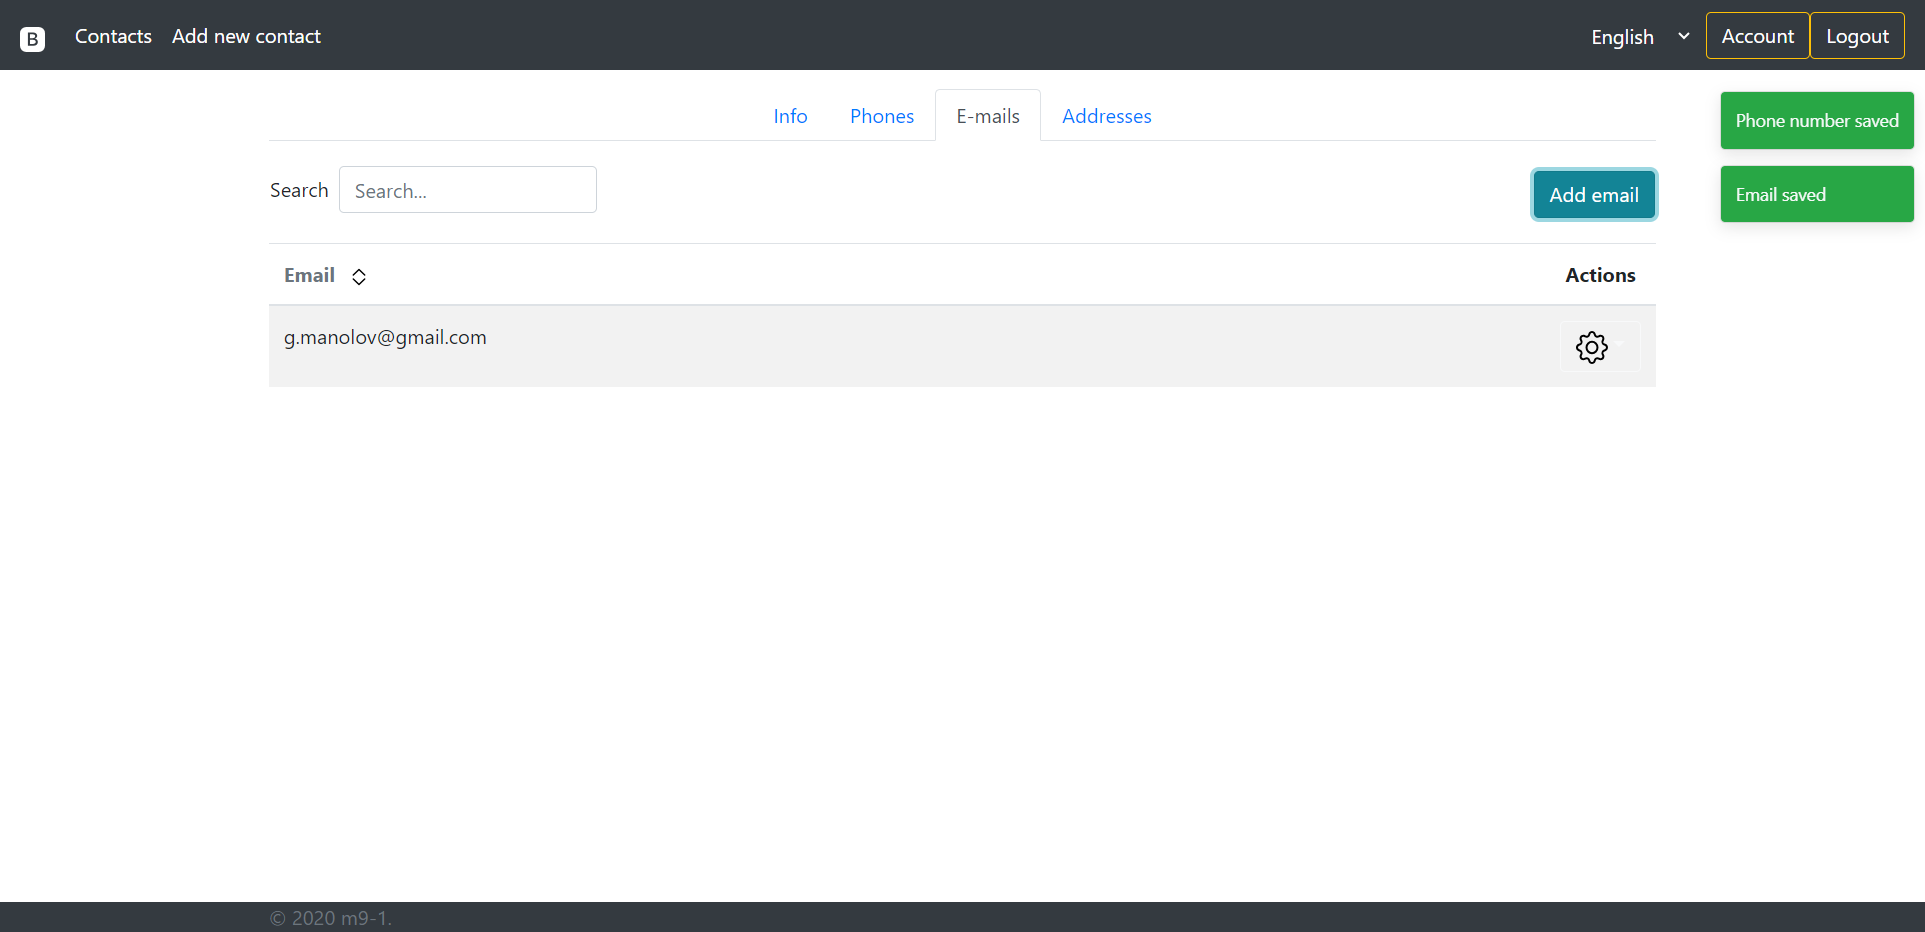 B Contacts Add new contact English Account Logout
Info Phones E-mails Addresses
Phone number saved
Search Search... Add email
Email saved
Email Actions
g.manolov@gmail.com
© 2020 m9-1.